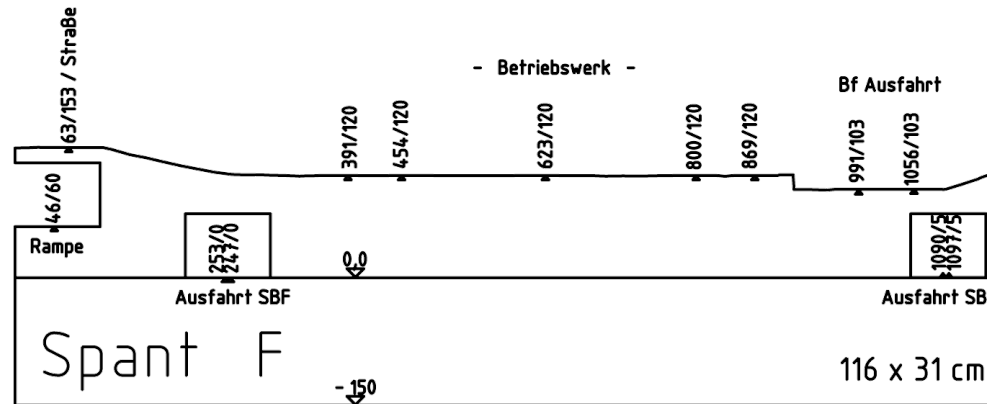 63/153 / Straße
- Betriebswerk -
Bf Ausfahrt
391/120
454/120
623/120
800/120
869/120
991/103
1056/103
46/60
Rampe
253/0
247/0
0,0
1090/5
1097/5
Ausfahrt SBF
Ausfahrt SB
Spant F
116 x 31 cm
- 150